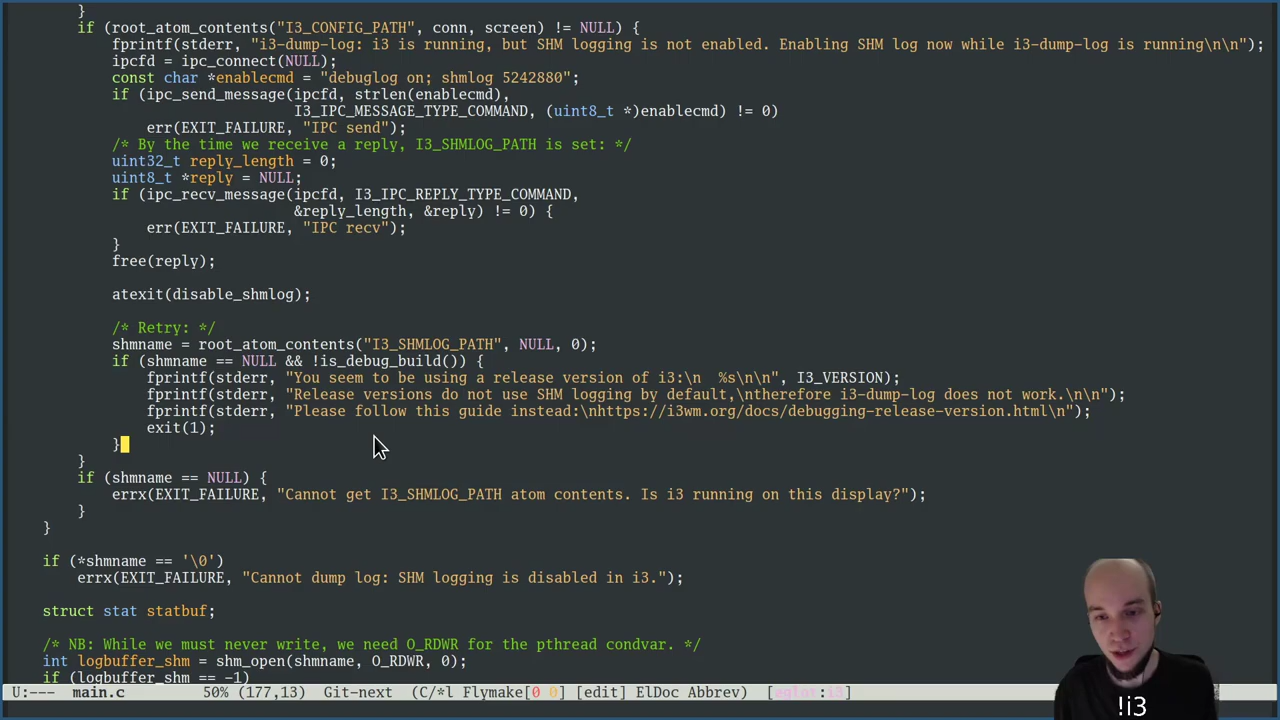 }
if (root_atom_contents("I3_CONFIG_PATH", conn, screen) != NULL) {
fprintf(stderr, "i3-dump-log: i3 is running, but SHM logging is not enabled. Enabling SHM log now while i3-dump-log is running\n\n");
ipcfd = ipc_connect(NULL);
const char *enablecmd = "debuglog on; shmlog 5242880";
if (ipc_send_message(ipcfd, strlen(enablecmd),
I3_IPC_MESSAGE_TYPE_COMMAND, (uint8_t *)enablecmd) != 0)
err(EXIT_FAILURE, "IPC send");
/* By the time we receive a reply, I3_SHMLOG_PATH is set: */
uint32_t reply_length = 0;
uint8_t *reply = NULL;
if (ipc_recv_message(ipcfd, I3_IPC_REPLY_TYPE_COMMAND,
&reply_length, &reply) != 0) {
err(EXIT_FAILURE, "IPC recv");
}
free(reply);
atexit(disable_shmlog);
/* Retry: */
shmname = root_atom_contents("I3_SHMLOG_PATH", NULL, 0);
if (shmname == NULL && !is_debug_build()) {
fprintf(stderr, "You seem to be using a release version of i3:\n  %s\n\n", I3_VERSION);
fprintf(stderr, "Release versions do not use SHM logging by default,\ntherefore i3-dump-log does not work.\n\n");
fprintf(stderr, "Please follow this guide instead:\nhttps://i3wm.org/docs/debugging-release-version.html\n");
exit(1);
}
}
if (shmname == NULL) {
errx(EXIT_FAILURE, "Cannot get I3_SHMLOG_PATH atom contents. Is i3 running on this display?");
}
}
if (*shmname == '\0')
errx(EXIT_FAILURE, "Cannot dump log: SHM logging is disabled in i3.");
struct stat statbuf;
/* NB: While we must never write, we need O_RDWR for the pthread condvar. */
int logbuffer_shm = shm_open(shmname, O_RDWR, 0);
if (logbuffer_shm == -1)
U:--- main.c 50% (177,13) Git-next (C/*l Flymake[0 0] [edit] ElDoc Abbrev) [eglot:i3]
!i3